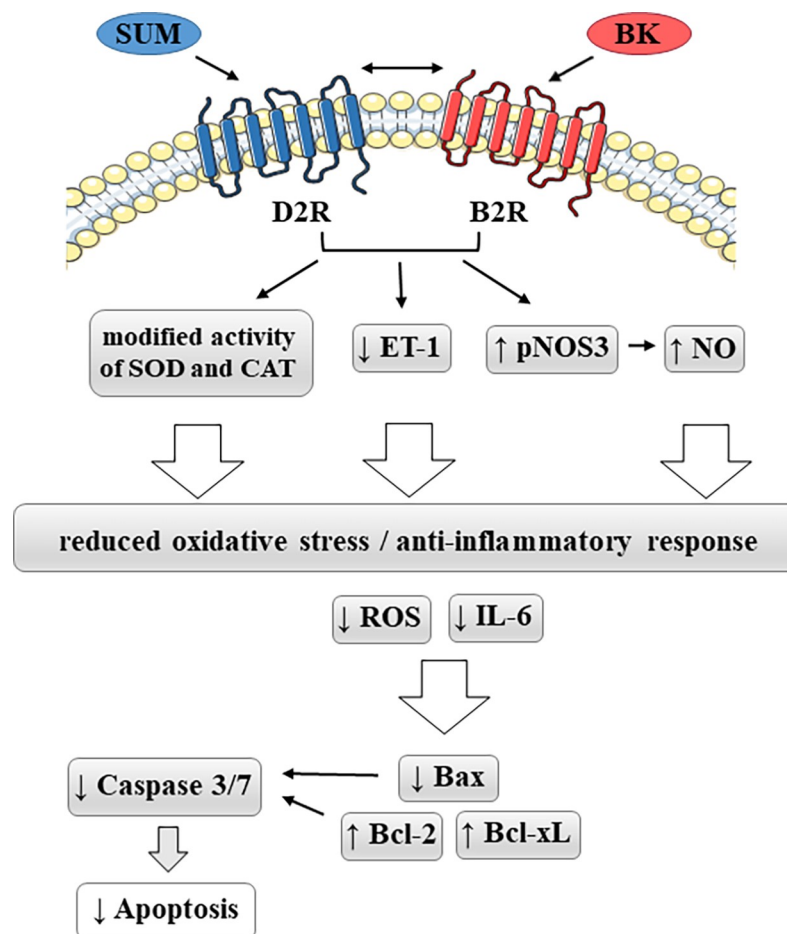 SUM
BK
D2R
B2R
modified activity
of SOD and CAT
↓ ET-1
↑ pNOS3
↑ NO
reduced oxidative stress / anti-inflammatory response
↓ ROS
↓ IL-6
↓ Bax
↓ Caspase 3/7
↑ Bcl-2
↑ Bcl-xL
↓ Apoptosis